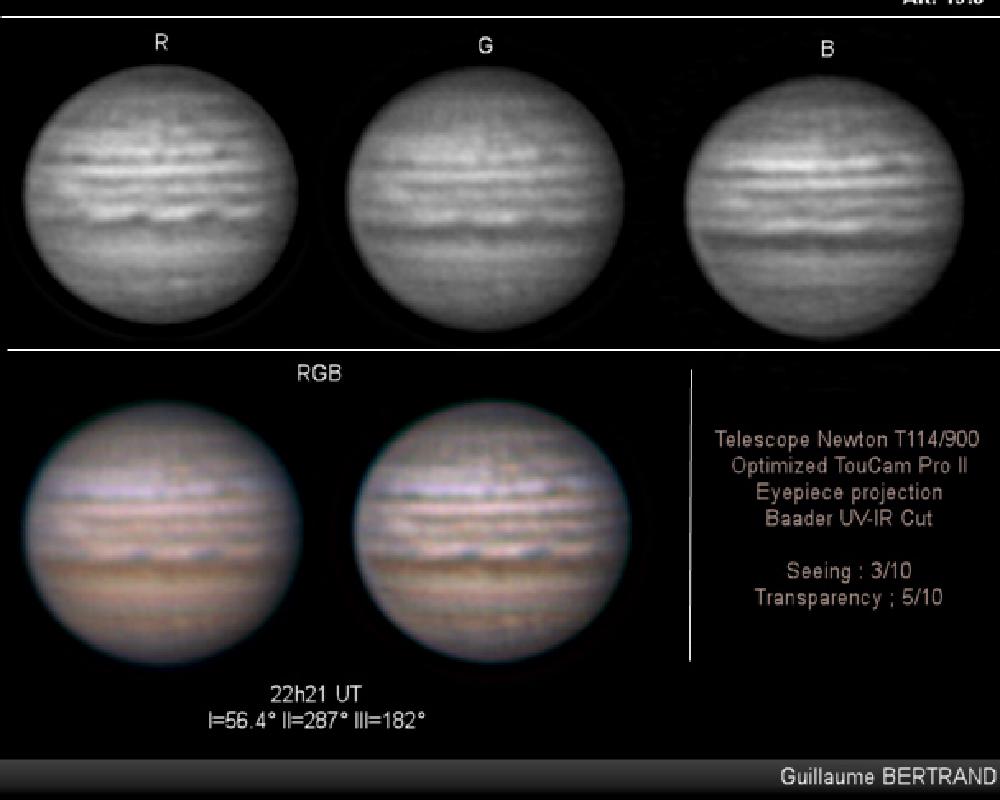 R
G
B
RGB
Telescope Newton T114/900
Optimized TouCam Pro II
Eyepiece projection
Baader UV-IR Cut
Seeing : 3/10
Transparency ; 5/10
22h21 UT
I=56.4° II=287° III=182°
Guillaume BERTRAND